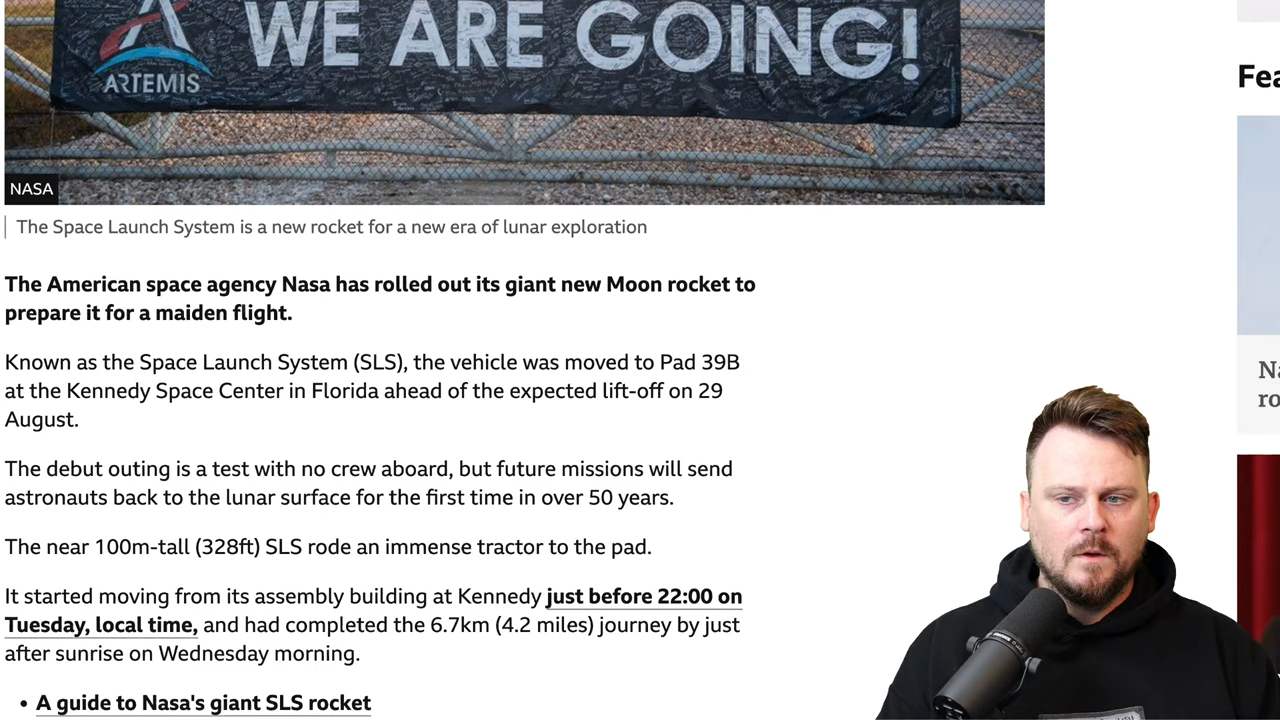 WE ARE GOING!
ARTEMIS
NASA
The Space Launch System is a new rocket for a new era of lunar exploration
The American space agency Nasa has rolled out its giant new Moon rocket to
prepare it for a maiden flight.
Known as the Space Launch System (SLS), the vehicle was moved to Pad 39B
at the Kennedy Space Center in Florida ahead of the expected lift-off on 29
August.
The debut outing is a test with no crew aboard, but future missions will send
astronauts back to the lunar surface for the first time in over 50 years.
The near 100m-tall (328ft) SLS rode an immense tractor to the pad.
It started moving from its assembly building at Kennedy just before 22:00 on
Tuesday, local time, and had completed the 6.7km (4.2 miles) journey by just
after sunrise on Wednesday morning.
• A guide to Nasa's giant SLS rocket
Fea
Na
ro